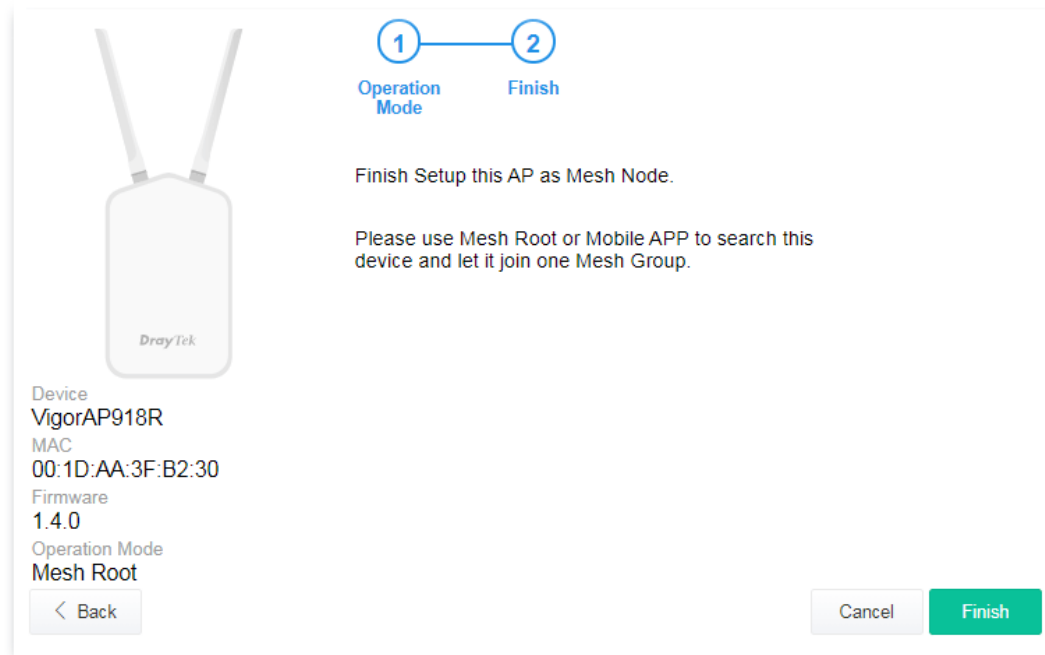 1
2
Operation
Mode
Finish
Finish Setup this AP as Mesh Node.
Please use Mesh Root or Mobile APP to search this
device and let it join one Mesh Group.
DrayTek
Device
VigorAP918R
MAC
00:1D:AA:3F:B2:30
Firmware
1.4.0
Operation Mode
Mesh Root
< Back
Cancel
Finish